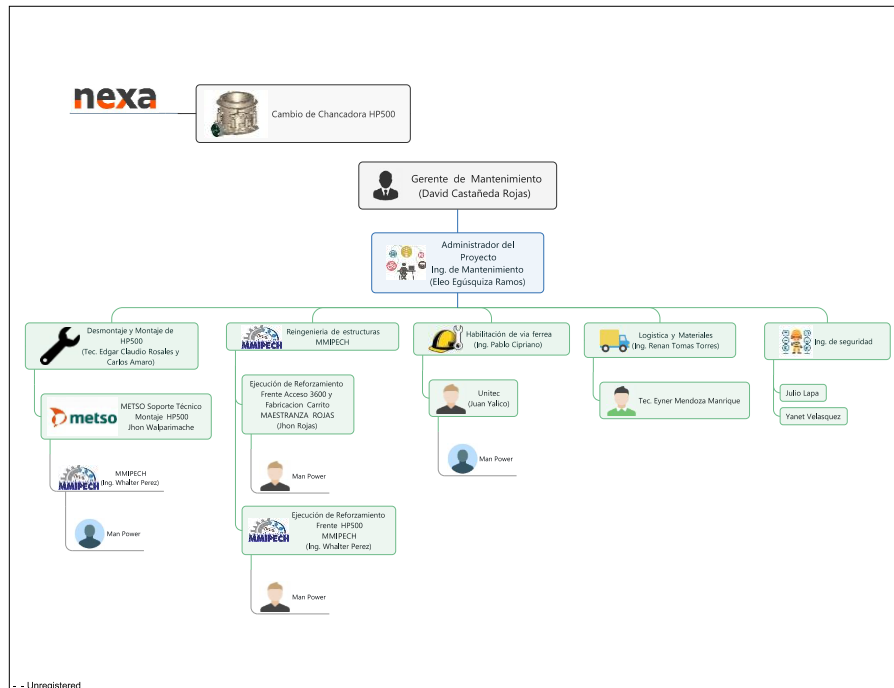 nexa
Cambio de Chancadora HP500
Gerente de Mantenimiento
(David Castañeda Rojas)
Administrador del
Proyecto
Ing. de Mantenimiento
(Eleo Egúsquiza Ramos)
Desmontaje y Montaje de
HP500
(Tec. Edgar Claudio Rosales y
Carlos Amaro)
metso
METSO Soporte Técnico
Montaje HP500
Jhon Walparimache
MMIPECH
MMIPECH
(Ing. Whalter Perez)
Man Power
MMIPECH
Reingenieria de estructuras
MMIPECH
Ejecución de Reforzamiento
Frente Acceso 3600 y
Fabricacion Carrito
MAESTRANZA ROJAS
(Jhon Rojas)
Man Power
MMIPECH
Ejecución de Reforzamiento
Frente HP500
MMIPECH
(Ing. Whalter Perez)
Man Power
Habilitación de via ferrea
(Ing. Pablo Cipriano)
Unitec
(Juan Yalico)
Man Power
Logistica y Materiales
(Ing. Renan Tomas Torres)
Tec. Eyner Mendoza Manrique
Ing. de seguridad
Julio Lapa
Yanet Velasquez
- - Unregistered